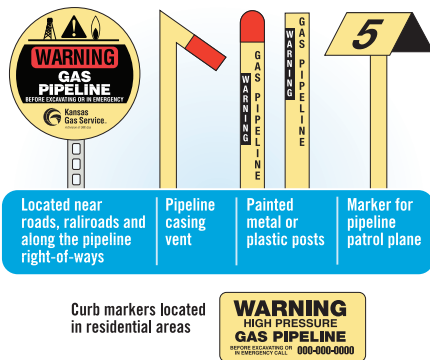 WARNING
GAS
PIPELINE
BEFORE EXCAVATING OR IN EMERGENCY
Kansas
Gas Service.
WARNING
GAS PIPELINE
WARNING
GAS PIPELINE
5
Located near
roads, railroads and
along the pipeline
right-of-ways
Pipeline
casing
vent
Painted
metal or
plastic posts
Marker for
pipeline
patrol plane
Curb markers located
in residential areas
WARNING
HIGH PRESSURE
GAS PIPELINE
BEFORE EXCAVATING OR
IN EMERGENCY CALL 000-000-0000